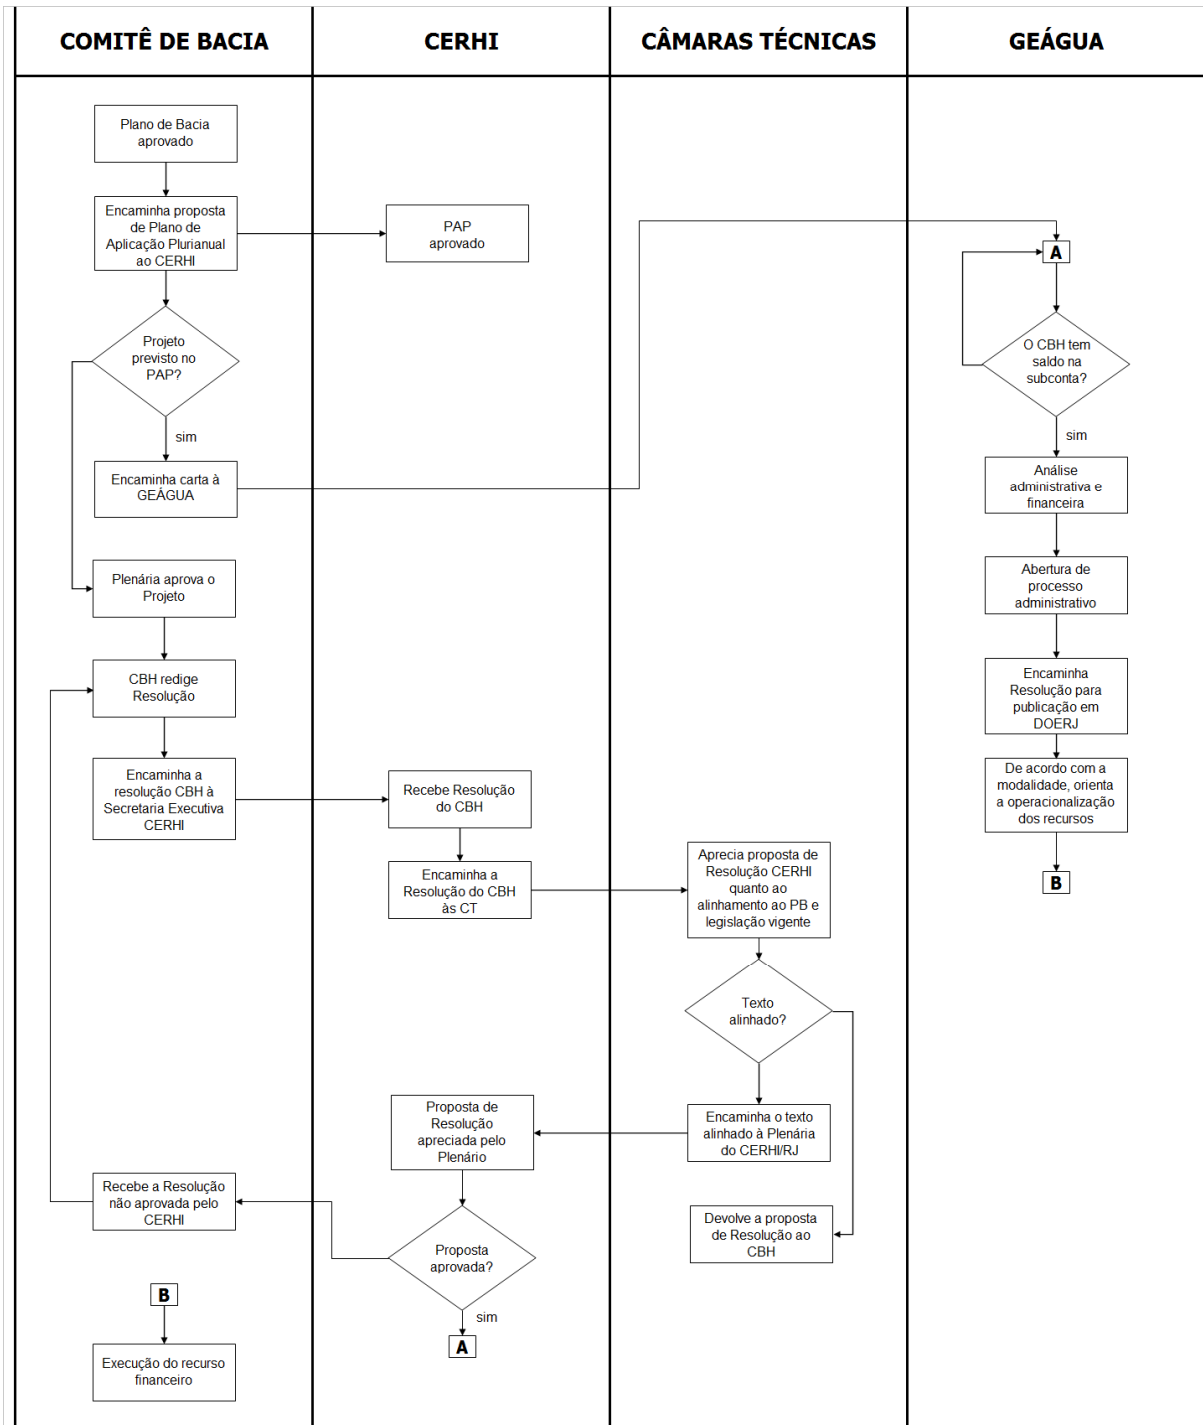 COMITÊ DE BACIA
CERHI
CÂMARAS TÉCNICAS
GEÁGUA
Plano de Bacia
aprovado
Encaminha proposta
de Plano de
Aplicação Plurianual
ao CERHI
Projeto
previsto no
PAP?
sim
Encaminha carta à
GEÁGUA
Plenária aprova o
Projeto
CBH redige
Resolução
Encaminha a
resolução CBH à
Secretaria Executiva
CERHI
Recebe a Resolução
não aprovada pelo
CERHI
B
Execução do recurso
financeiro
PAP
aprovado
Recebe Resolução
do CBH
Encaminha a
Resolução do CBH
às CT
Proposta de
Resolução
apreciada pelo
Plenário
Proposta
aprovada?
sim
A
Aprecia proposta de
Resolução CERHI
quanto ao
alinhamento ao PB e
legislação vigente
Texto
alinhado?
Encaminha o texto
alinhado à Plenária
do CERHI/RJ
Devolve a proposta
de Resolução ao
CBH
A
O CBH tem
saldo na
subconta?
sim
Análise
administrativa e
financeira
Abertura de
processo
administrativo
Encaminha
Resolução para
publicação em
DOERJ
De acordo com a
modalidade, orienta
a operacionalização
dos recursos
B